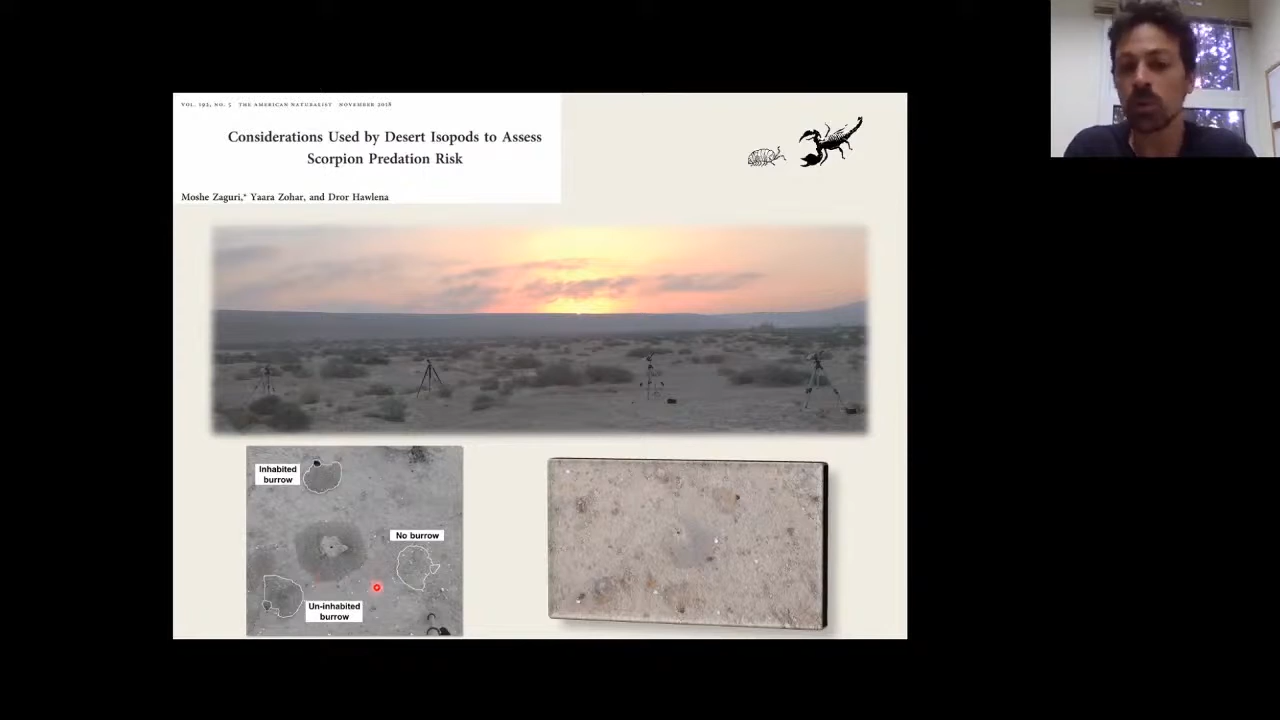 VOL. 192, NO. 5 THE AMERICAN NATURALIST NOVEMBER 2018
Considerations Used by Desert Isopods to Assess
Scorpion Predation Risk
Moshe Zaguri,* Yaara Zohar, and Dror Hawlena
Inhabited
burrow
No burrow
Un-inhabited
burrow